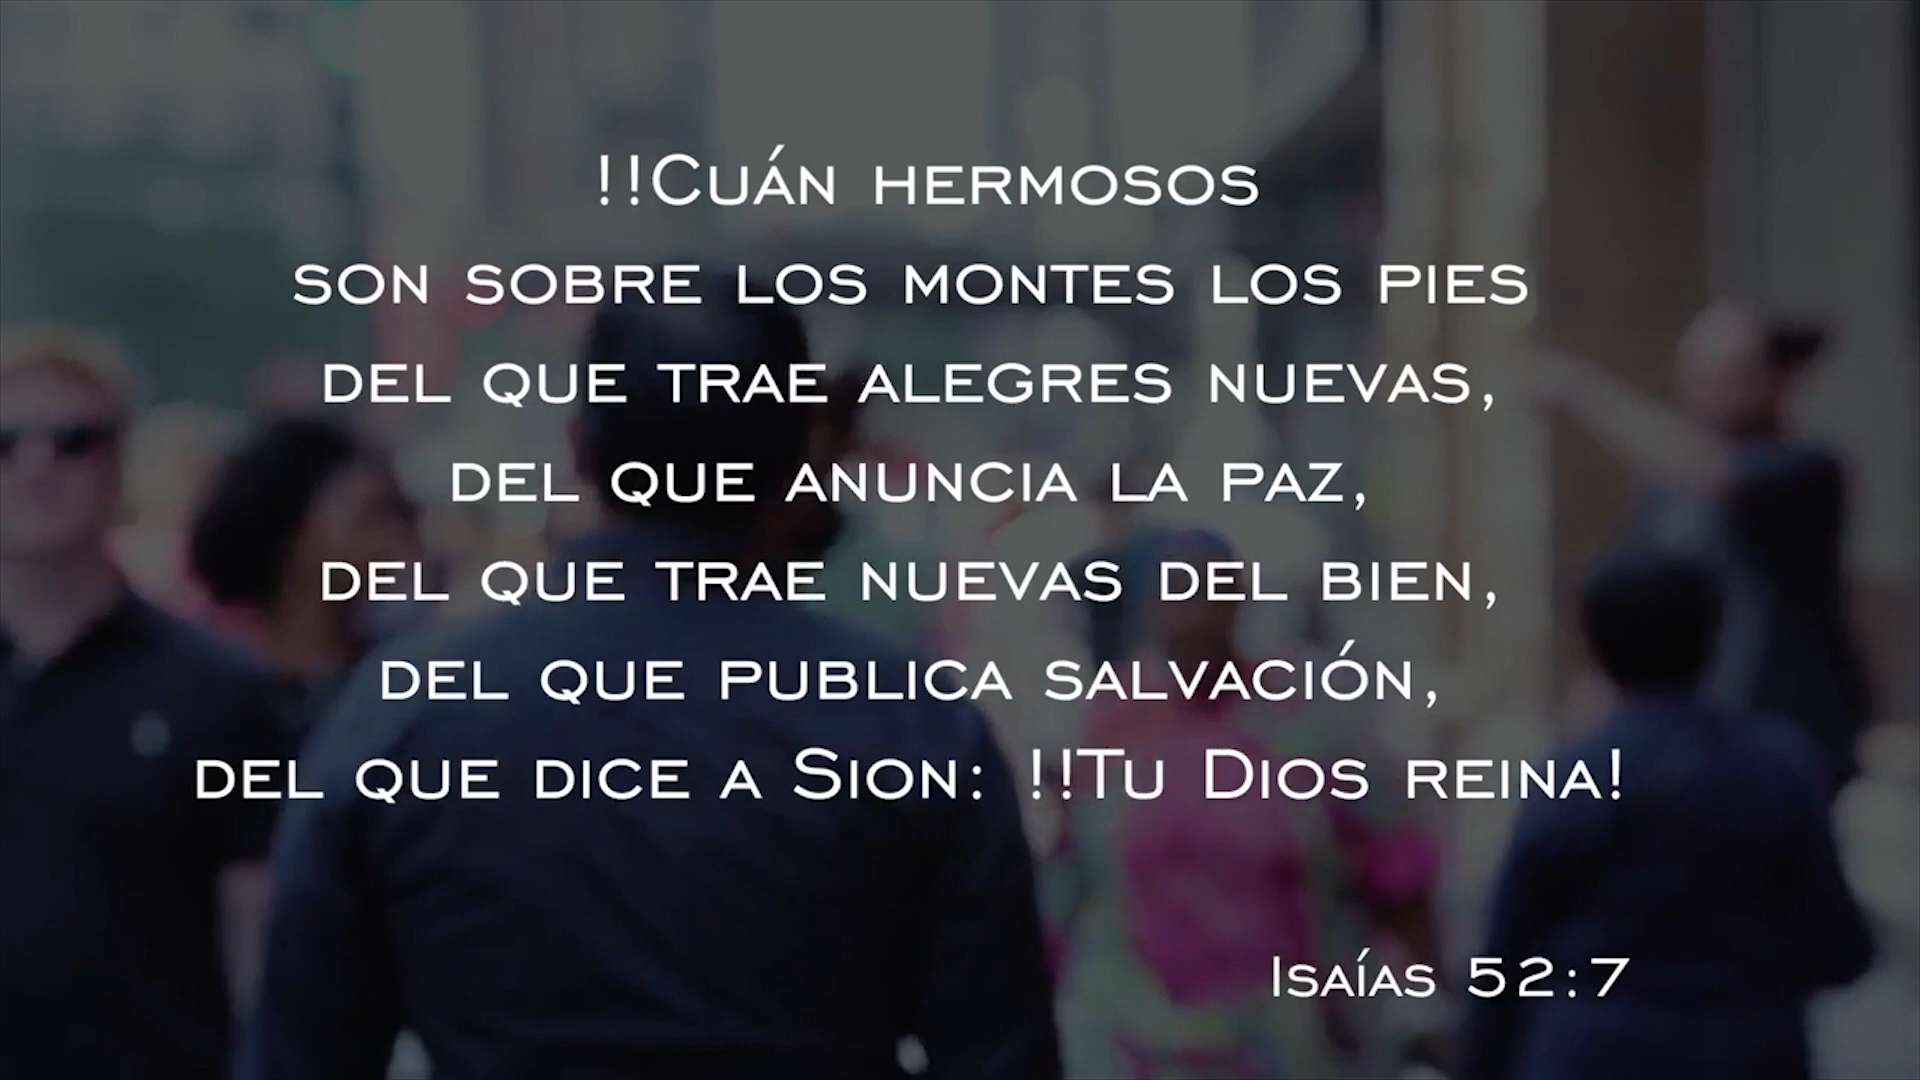 !!Cuán hermosos
son sobre los montes los pies
del que trae alegres nuevas,
del que anuncia la paz,
del que trae nuevas del bien,
del que publica salvación,
del que dice a Sion: !!Tu Dios reina!
Isaías 52:7